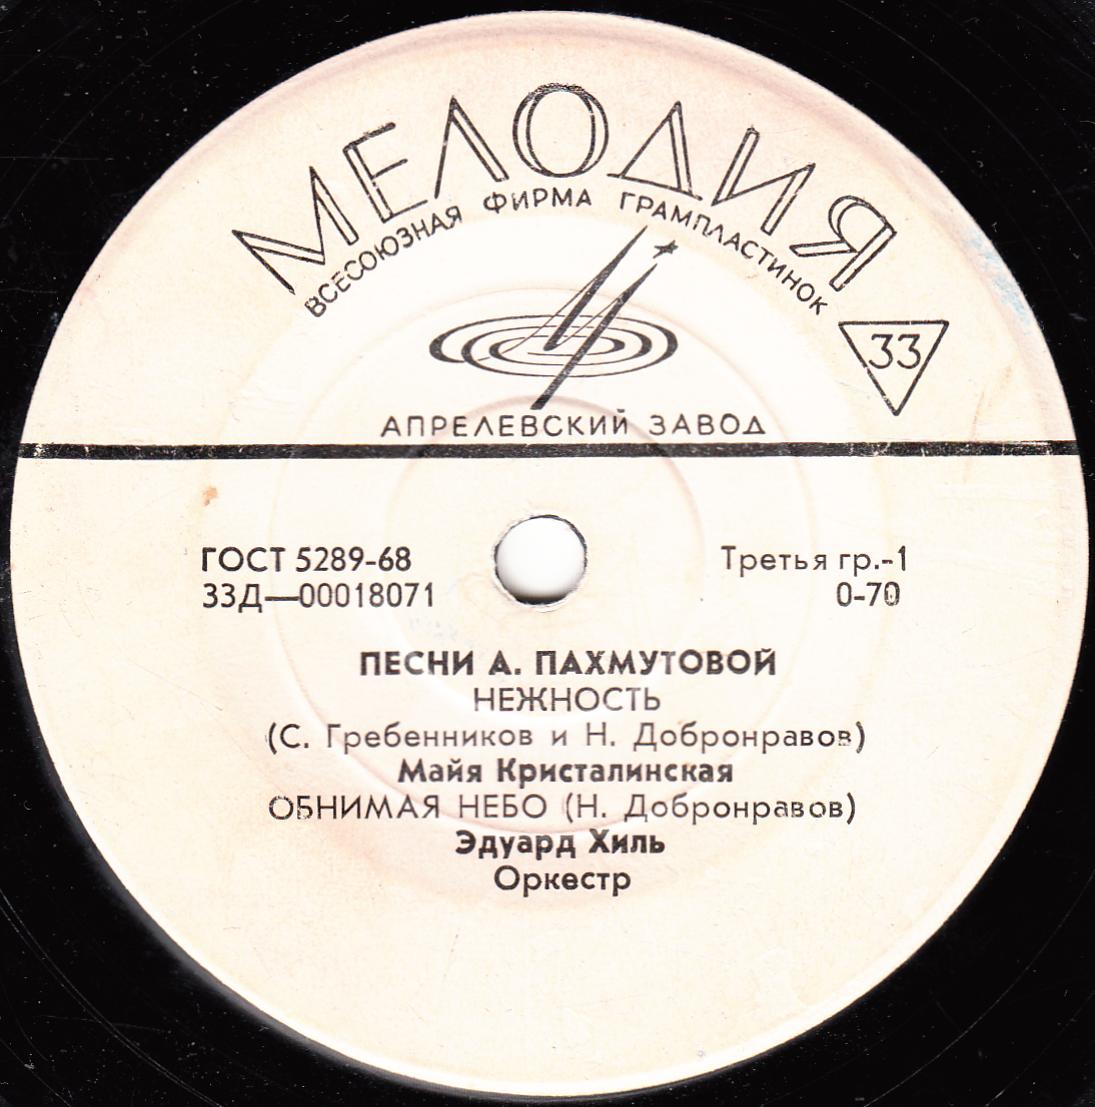 МЕЛОДИЯ
ВСЕСОЮЗНАЯ ФИРМА ГРАМПЛАСТИНОК
33
АПРЕЛЕВСКИЙ ЗАВОД
ГОСТ 5289-68
Третья гр.-1
33Д—00018071
0-70
ПЕСНИ А. ПАХМУТОВОЙ
НЕЖНОСТЬ
(С. Гребенников и Н. Добронравов)
Майя Кристалинская
ОБНИМАЯ НЕБО (Н. Добронравов)
Эдуард Хиль
Оркестр